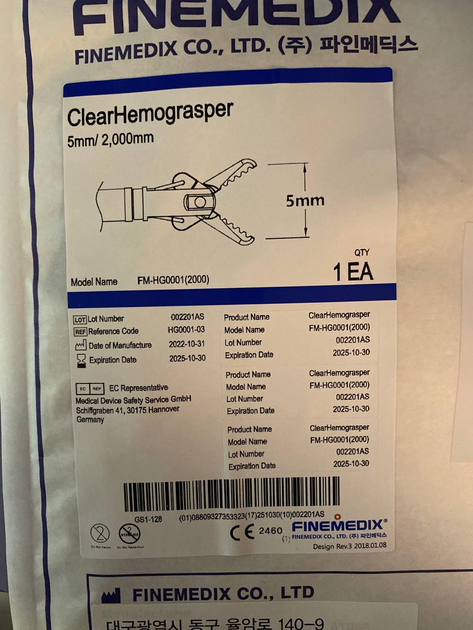 FINEMEDIX
FINEMEDIX CO., LTD. (주) 파인메딕스
ClearHemograsper
5mm/ 2,000mm
5mm
QTY
1 EA
Model Name FM-HG0001(2000)
LOT Lot Number 002201AS
REF Reference Code HG0001-03
Date of Manufacture 2022-10-31
Expiration Date 2025-10-30
EC REP EC Representative
Medical Device Safety Service GmbH
Schiffgraben 41, 30175 Hannover
Germany
Product Name ClearHemograsper
Model Name FM-HG0001(2000)
Lot Number 002201AS
Expiration Date 2025-10-30
Product Name ClearHemograsper
Model Name FM-HG0001(2000)
Lot Number 002201AS
Expiration Date 2025-10-30
Product Name ClearHemograsper
Model Name FM-HG0001(2000)
Lot Number 002201AS
Expiration Date 2025-10-30
GS1-128 (01)08809327353323(17)251030(10)002201AS
2
CE 2460
(1)
FINEMEDIX®
FINEMEDIX CO., LTD. (주) 파인메딕스
Design Rev.3 2018.01.08
FINEMEDIX CO., LTD
대구광역시 동구 율암로 140-9